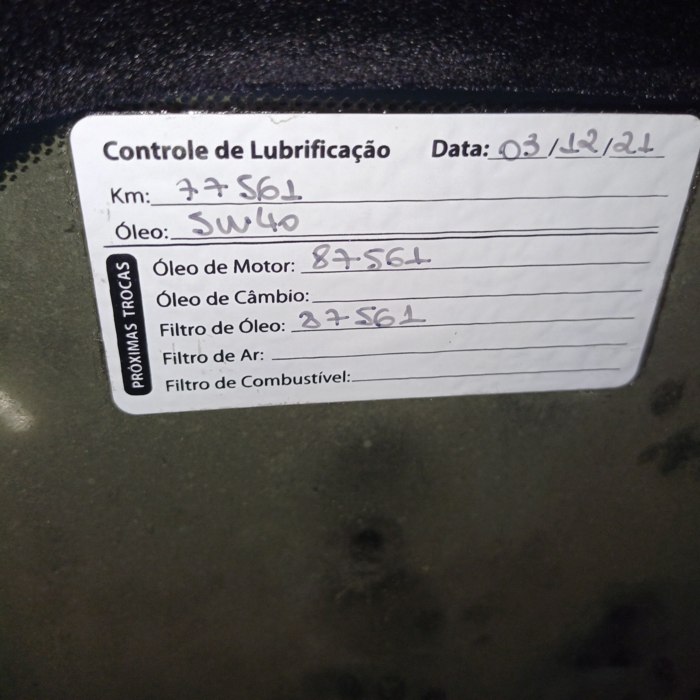 Controle de Lubrificação Data: 03/12/21
Km: 77561
Óleo: 5W40
PRÓXIMAS TROCAS
Óleo de Motor: 87561
Óleo de Câmbio:
Filtro de Óleo: 87561
Filtro de Ar:
Filtro de Combustível: